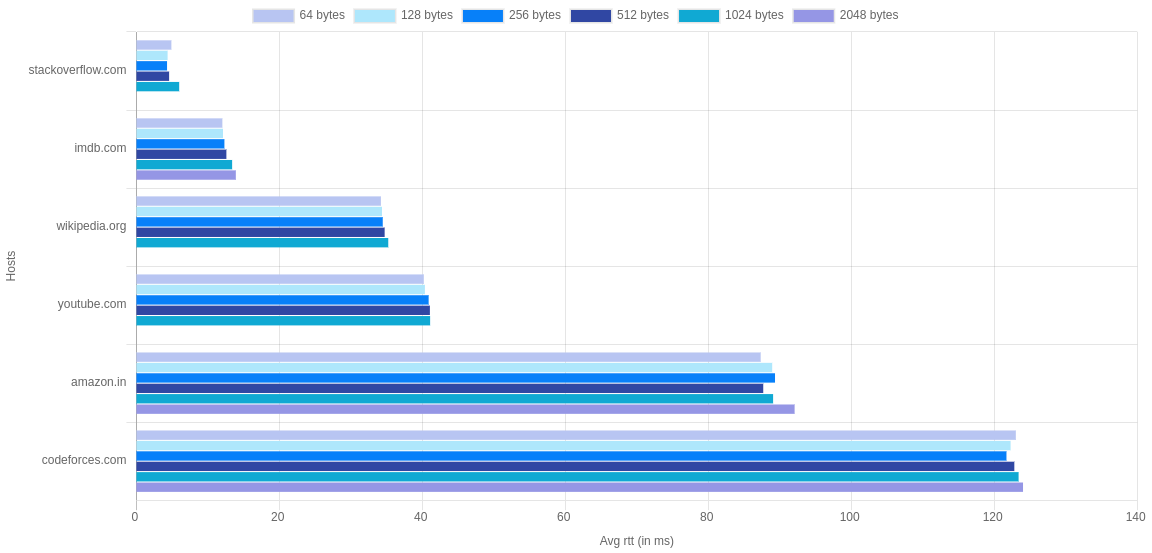 64 bytes 128 bytes 256 bytes 512 bytes 1024 bytes 2048 bytes
stackoverflow.com
imdb.com
wikipedia.org
Hosts
youtube.com
amazon.in
codeforces.com
0 20 40 60 80 100 120 140
Avg rtt (in ms)